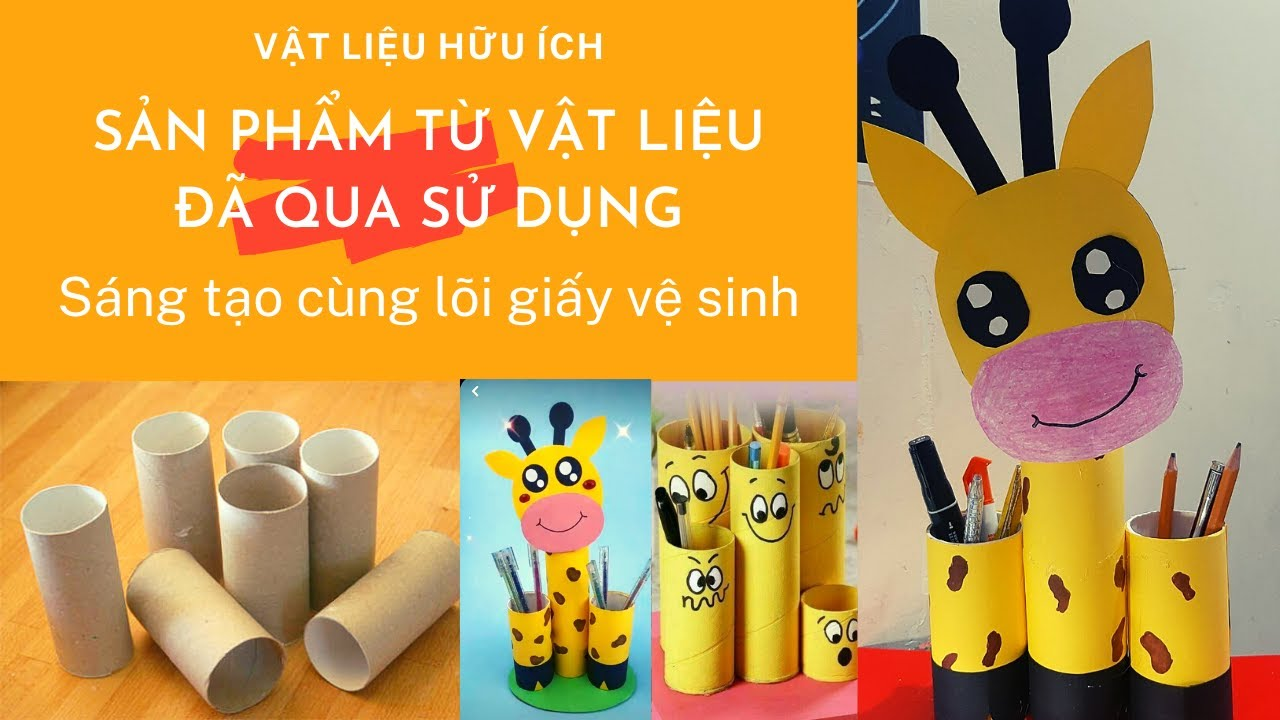 VẬT LIỆU HỮU ÍCH
SẢN PHẨM TỪ VẬT LIỆU
ĐÃ QUA SỬ DỤNG
Sáng tạo cùng lõi giấy vệ sinh